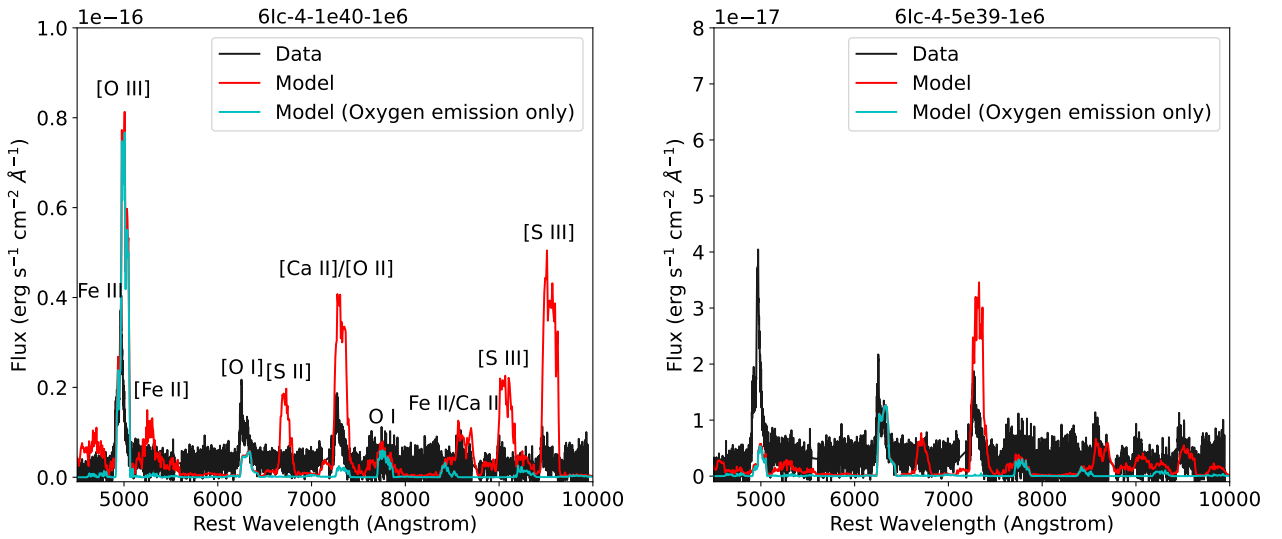 1e−16
6Ic-4-1e40-1e6
Data
Model
Model (Oxygen emission only)
[O III]
Fe III
[Fe II]
[O I]
[S II]
[Ca II]/[O II]
O I
Fe II/Ca II
[S III]
[S III]
1.0
0.8
0.6
0.4
0.2
0.0
Flux (erg s−1 cm−2 Å−1)
5000 6000 7000 8000 9000 10000
Rest Wavelength (Angstrom)
1e−17
6Ic-4-5e39-1e6
Data
Model
Model (Oxygen emission only)
8
7
6
5
4
3
2
1
0
Flux (erg s−1 cm−2 Å−1)
5000 6000 7000 8000 9000 10000
Rest Wavelength (Angstrom)